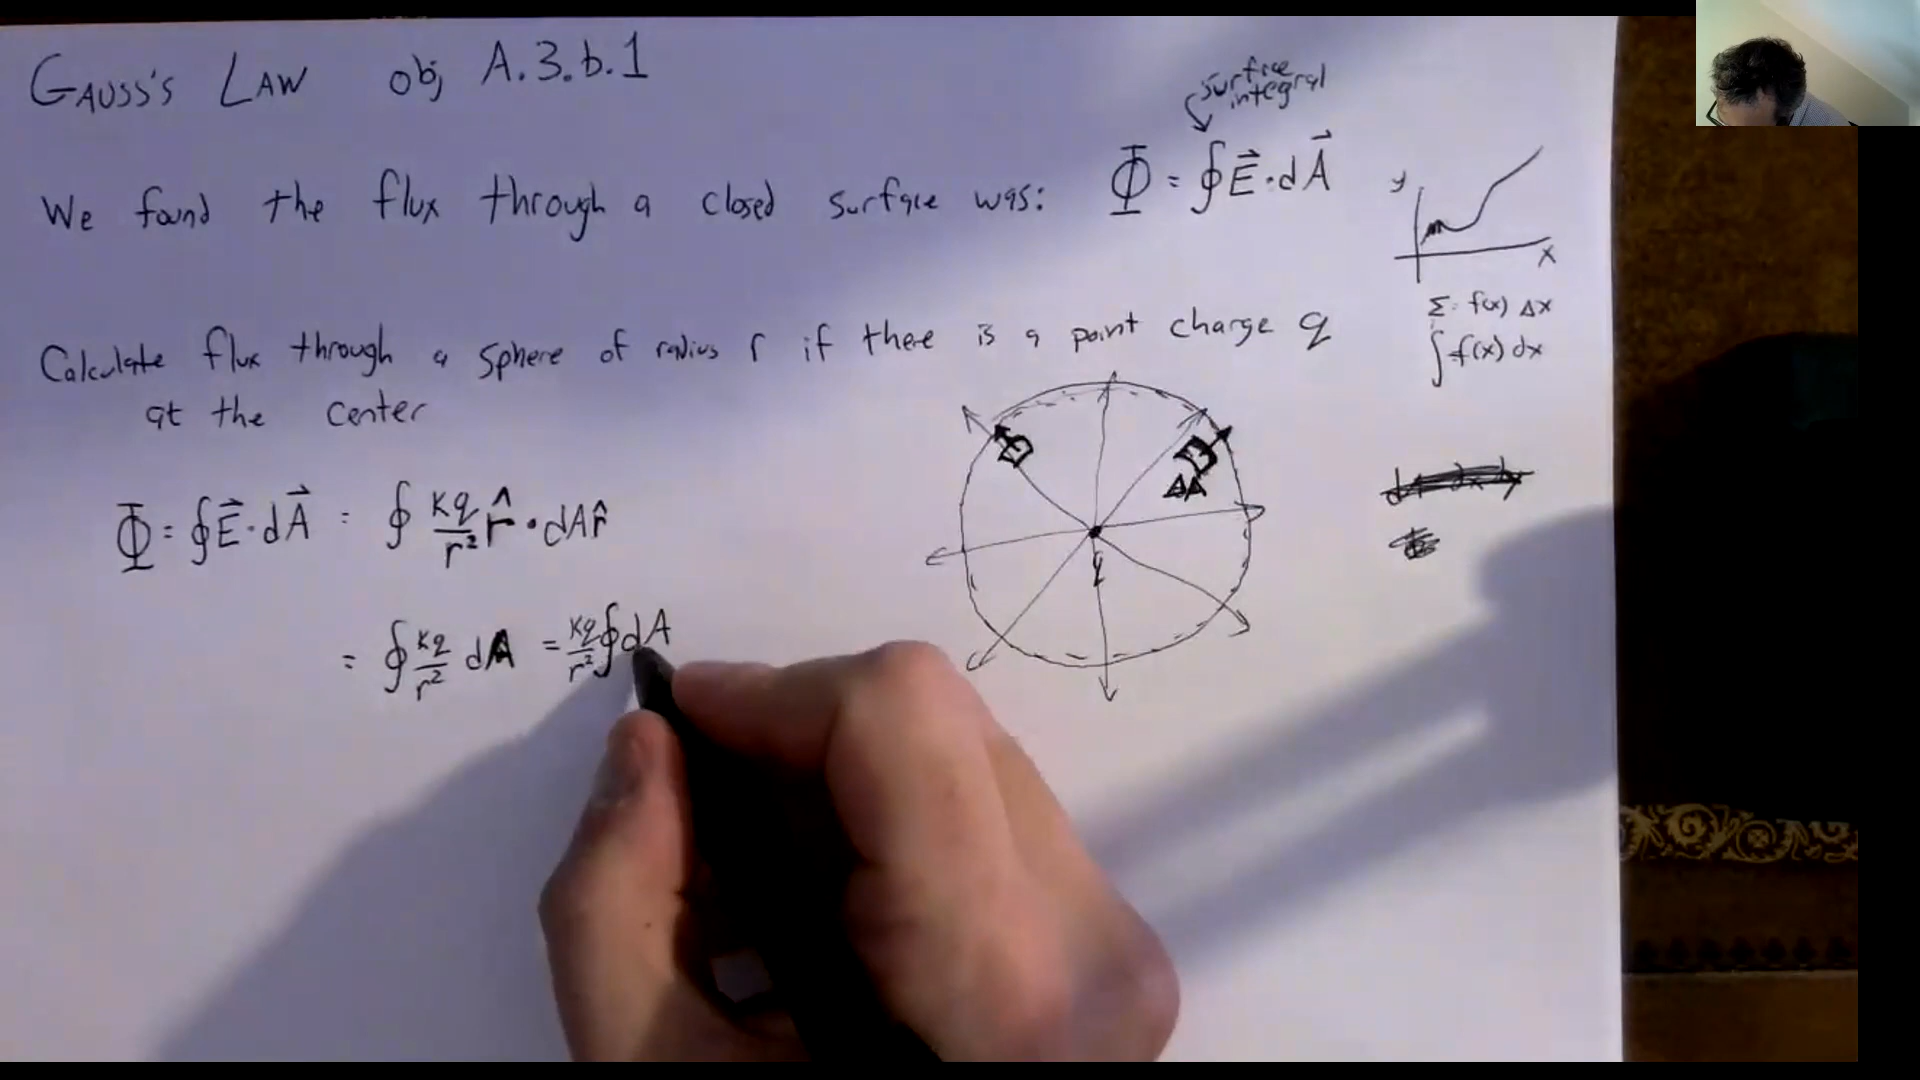 GAUSS'S LAW obj A.3.b.1
surface integral
We found the flux through a closed surface was: Φ = ∮E⃗·dA⃗
y
x
Σ f(x) Δx
∫f(x)dx
Calculate flux through a sphere of radius r if there is a point charge q
at the center
Φ = ∮E⃗·dA⃗ = ∮ kq/r² r̂ · dA r̂
ΔA
q
= ∮ kq/r² dA = kq/r² ∮dA